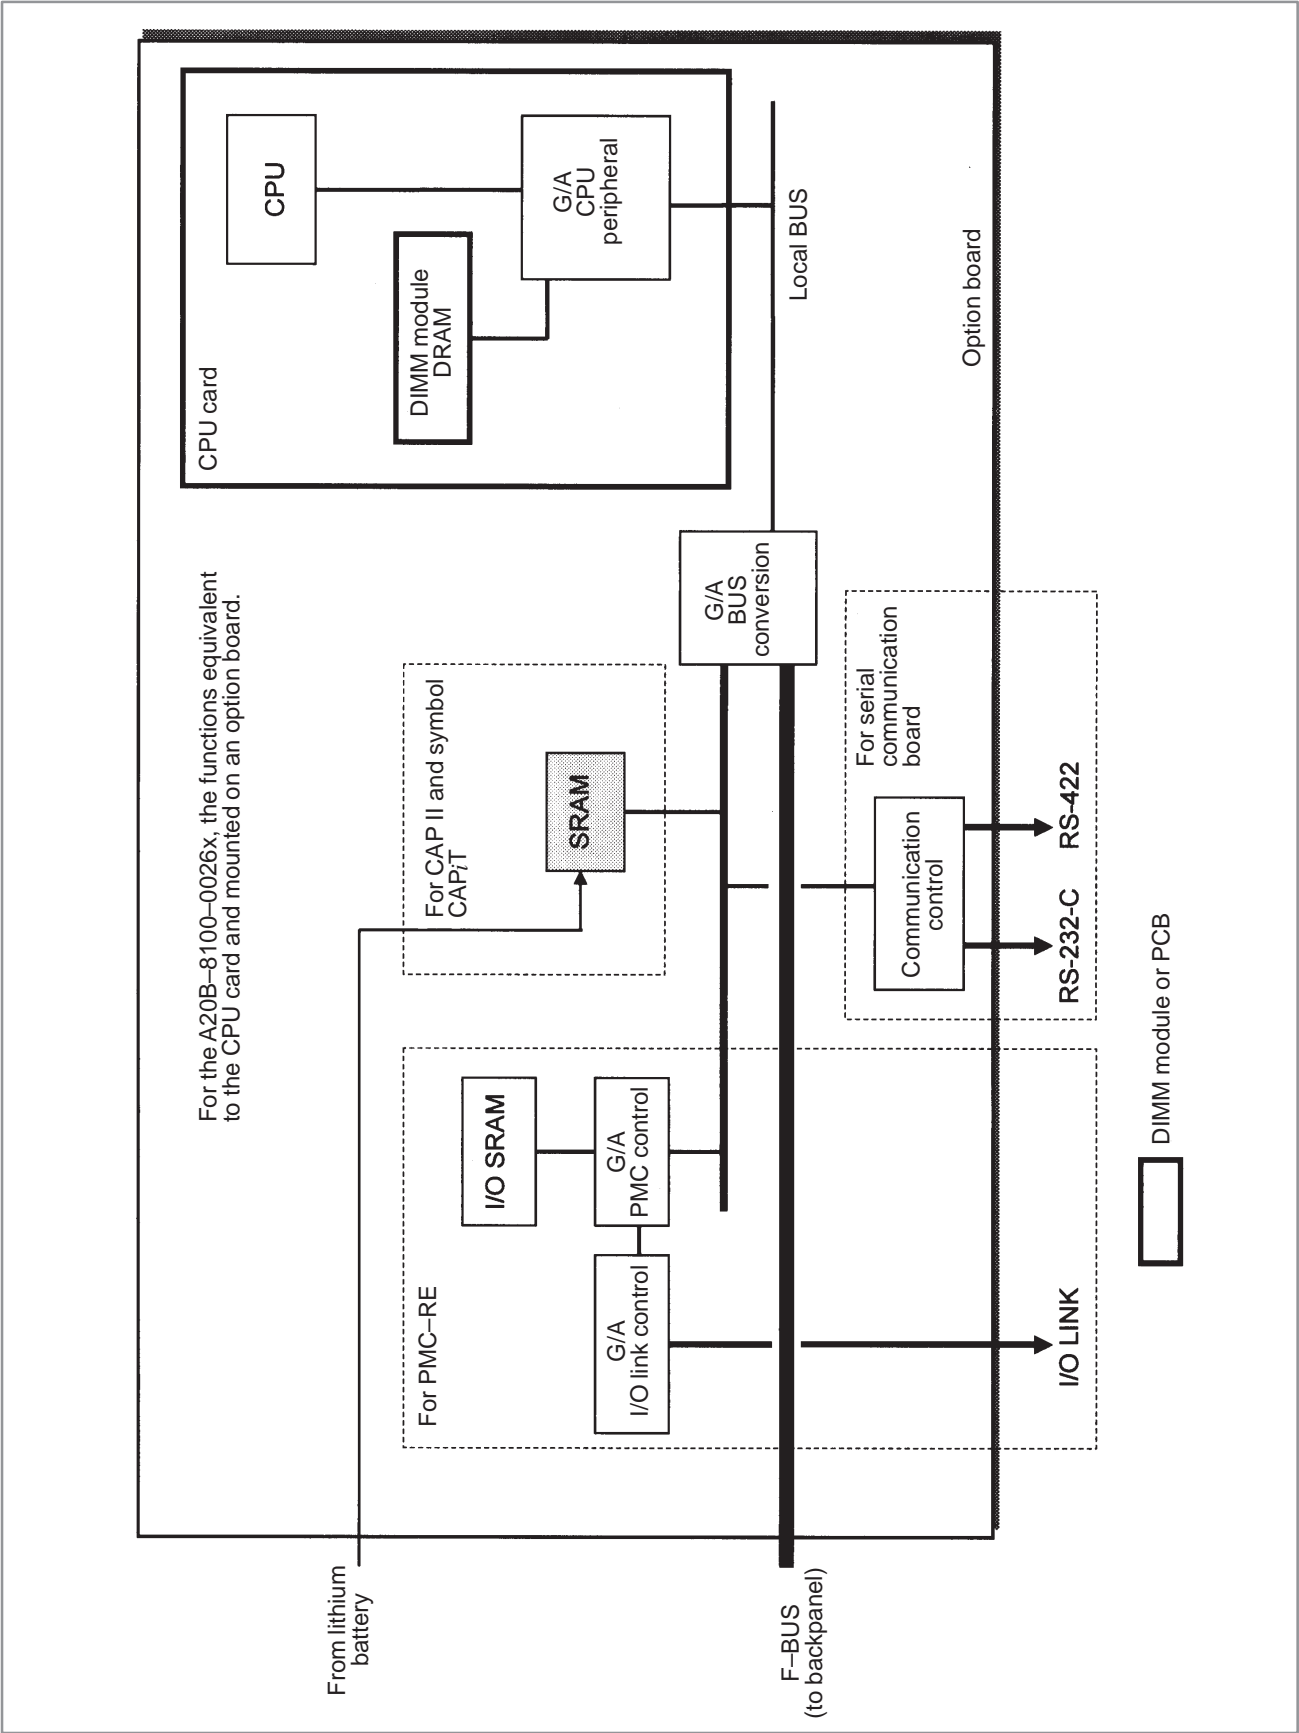 For the A20B–8100–0026x, the functions equivalent
to the CPU card and mounted on an option board.
CPU card
CPU
DIMM module
DRAM
G/A
CPU
peripheral
Local BUS
Option board
G/A
BUS
conversion
For CAP II and symbol
CAPiT
SRAM
For serial
communication
board
Communication
control
RS-232-C
RS-422
For PMC–RE
I/O SRAM
G/A
PMC control
G/A
I/O link control
I/O LINK
From lithium
battery
F–BUS
(to backpanel)
DIMM module or PCB